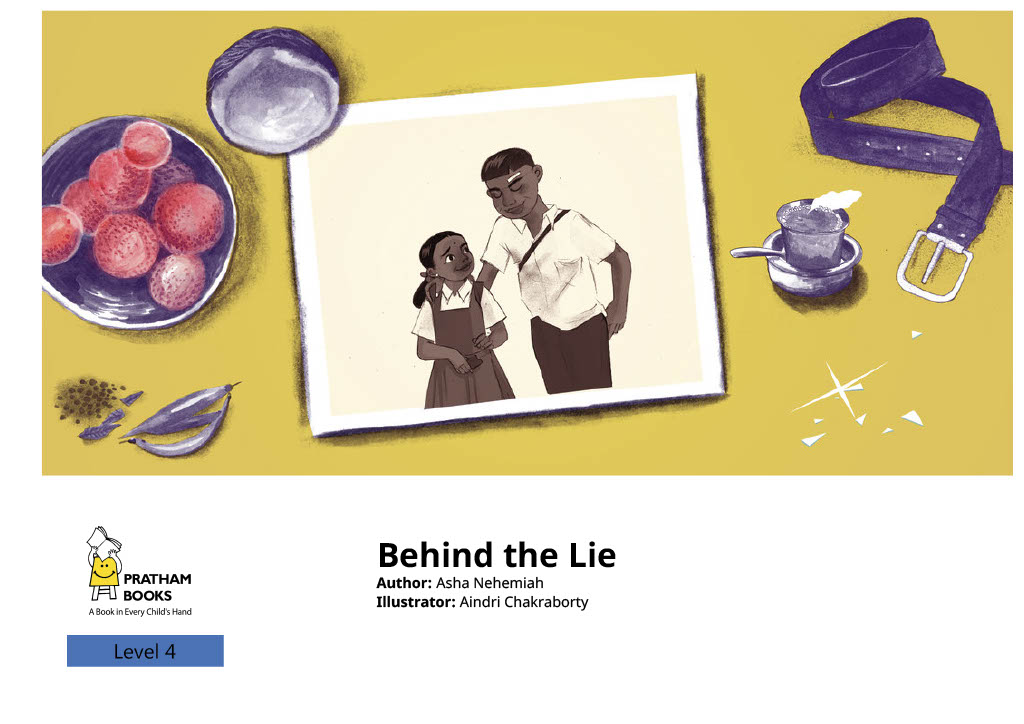 PRATHAM
BOOKS
A Book in Every Child's Hand
Level 4
Behind the Lie
Author: Asha Nehemiah
Illustrator: Aindri Chakraborty